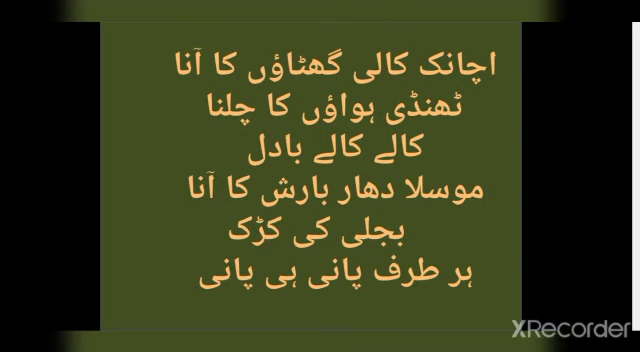 اچانک کالی گھٹاؤں کا آنا
ٹھنڈی ہواؤں کا چلنا
کالے کالے بادل
موسلا دھار بارش کا آنا
بجلی کی کڑک
ہر طرف پانی ہی پانی
XRecorder